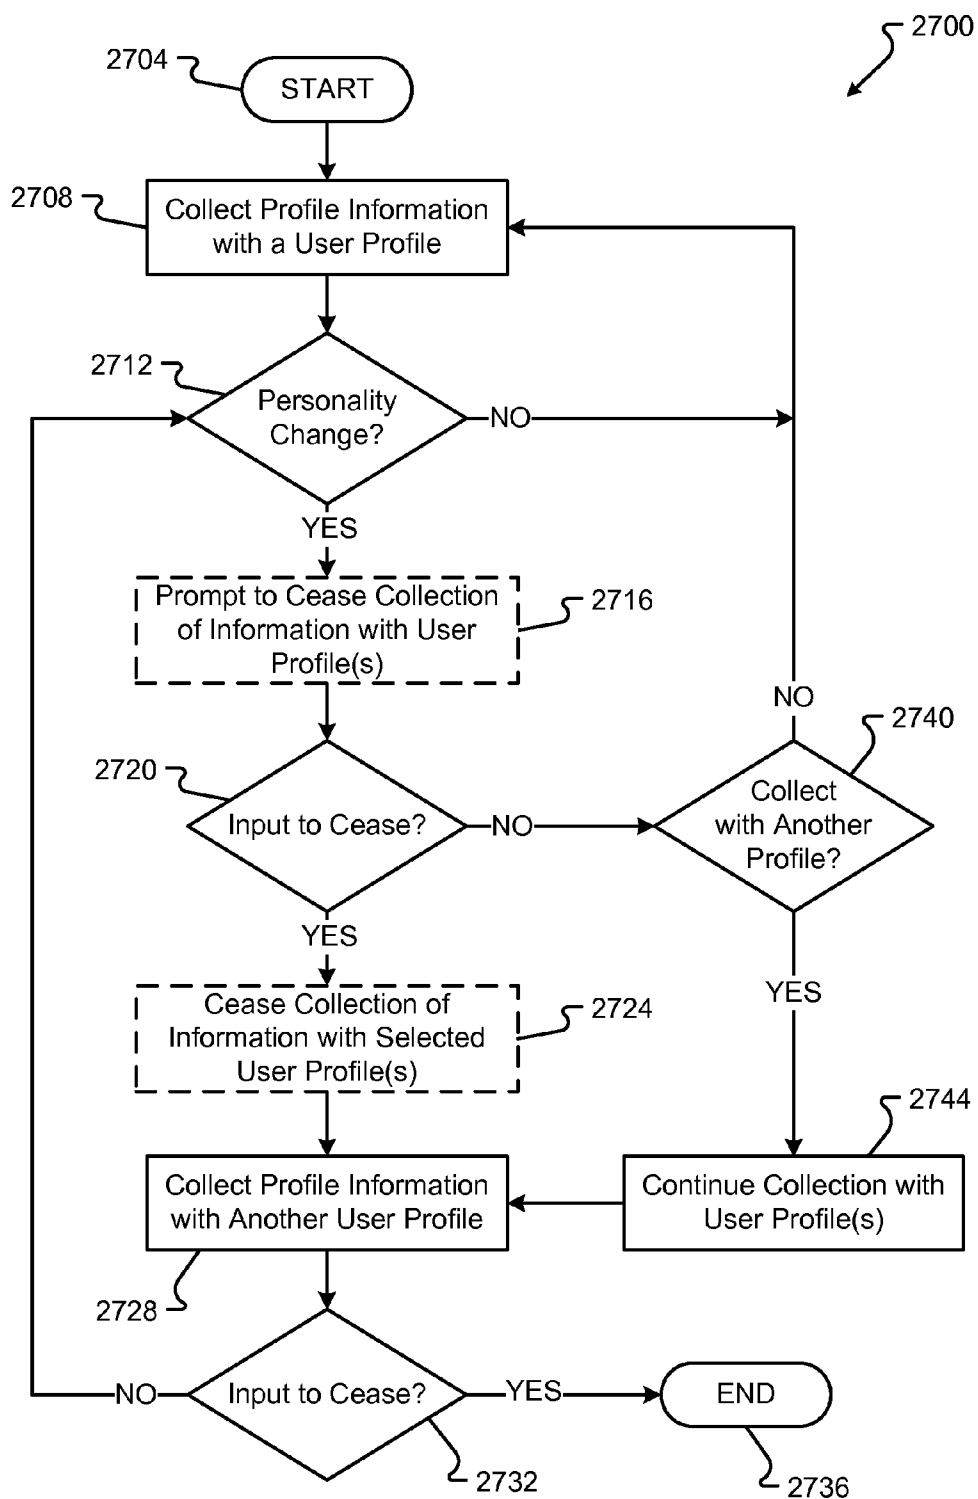 2700
2704
START
2708
Collect Profile Information
with a User Profile
2712
Personality
Change?
NO
YES
Prompt to Cease Collection
of Information with User
Profile(s)
2716
NO
2740
2720
Input to Cease?
NO
Collect
with Another
Profile?
YES
YES
Cease Collection of
Information with Selected
User Profile(s)
2724
2744
Collect Profile Information
with Another User Profile
Continue Collection with
User Profile(s)
2728
NO
Input to Cease?
YES
END
2732
2736